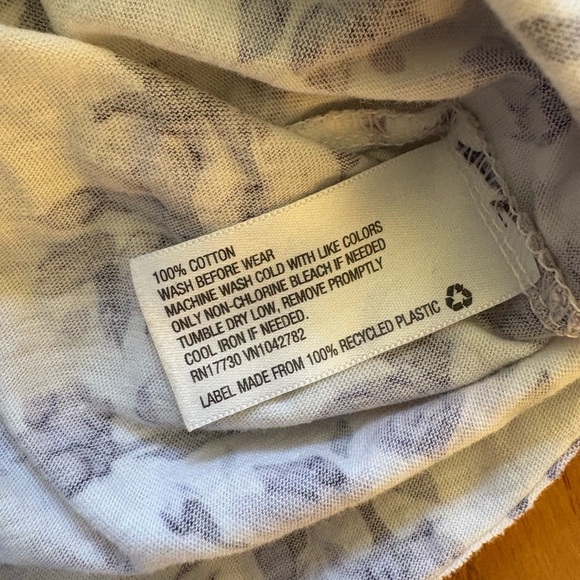 100% COTTON
WASH BEFORE WEAR
MACHINE WASH COLD WITH LIKE COLORS
ONLY NON-CHLORINE BLEACH IF NEEDED
TUMBLE DRY LOW, REMOVE PROMPTLY
COOL IRON IF NEEDED.
RN17730 VN1042782
LABEL MADE FROM 100% RECYCLED PLASTIC